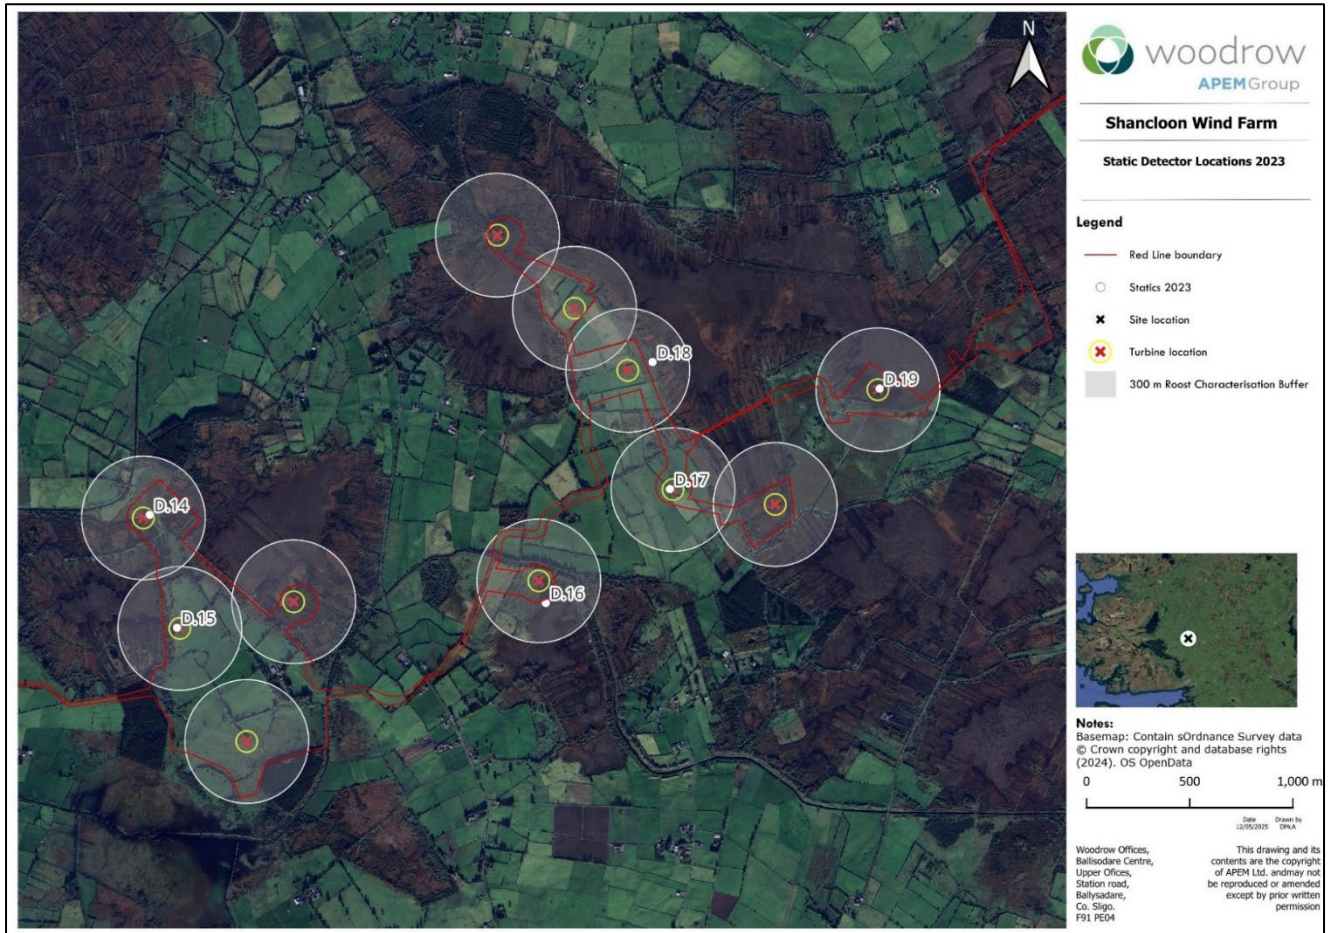 N
woodrow
APEMGroup
Shancloon Wind Farm
Static Detector Locations 2023
Legend
Red Line boundary
Statics 2023
Site location
Turbine location
300 m Roost Characterisation Buffer
D.18
D.19
D.17
D.14
D.16
D.15
Notes:
Basemap: Contain sOrdnance Survey data
© Crown copyright and database rights
(2024). OS OpenData
0 500 1,000 m
Date Drawn by
12/05/2025 DMcA
Woodrow Offices,
Ballisodare Centre,
Upper Ofices,
Station road,
Ballysadare,
Co. Sligo.
F91 PE04
This drawing and its
contents are the copyright
of APEM Ltd. andmay not
be reproduced or amended
except by prior written
permission